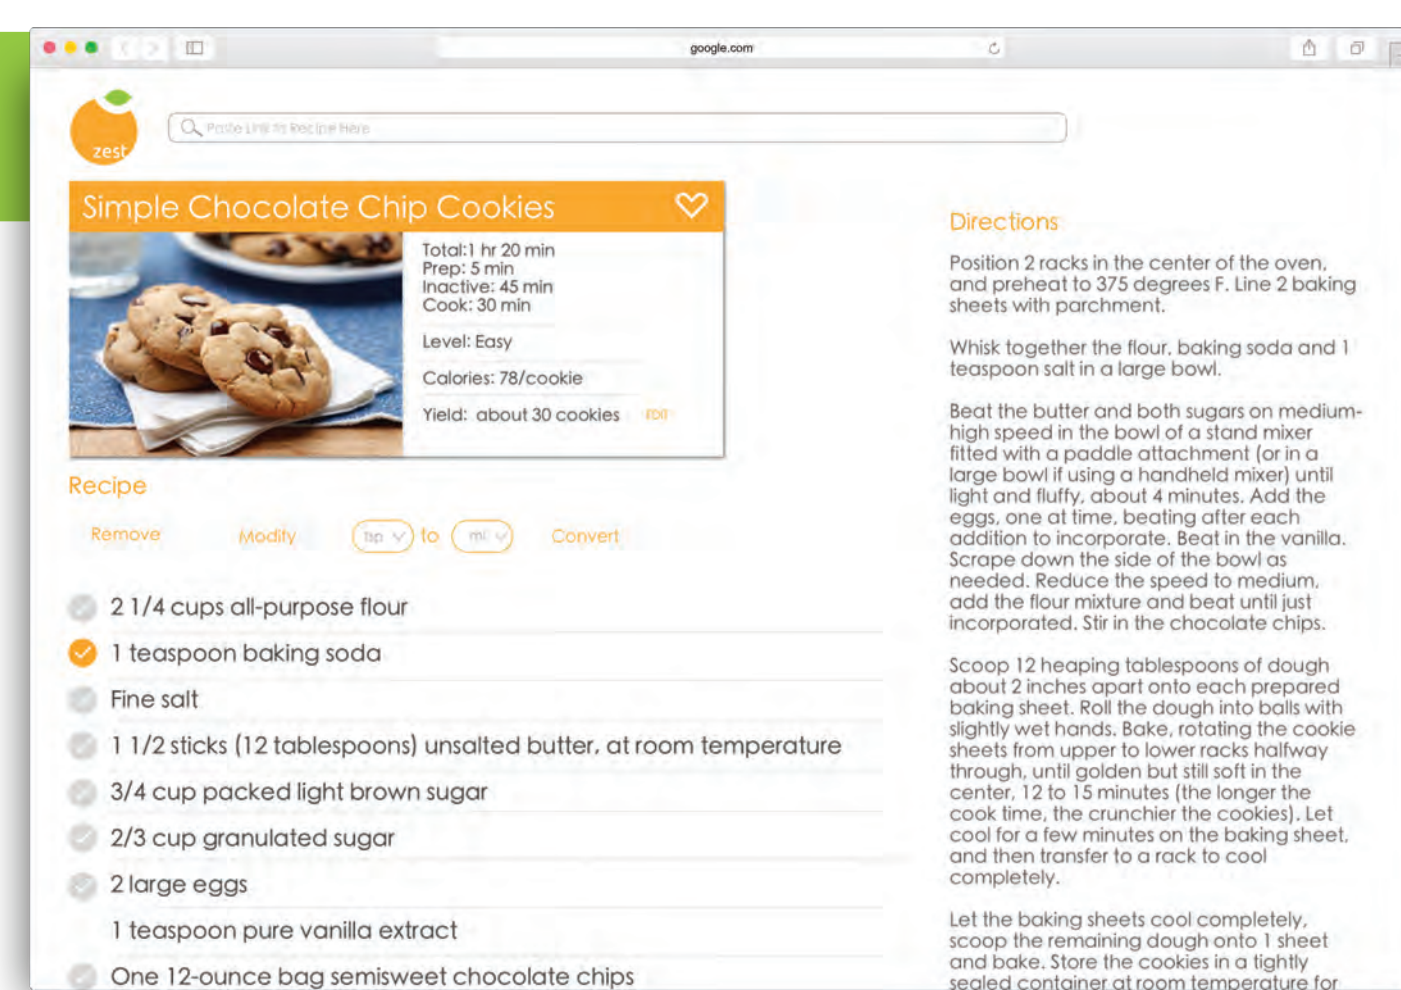 google.com
zest
Paste Link to Recipe Here
Simple Chocolate Chip Cookies
Total:1 hr 20 min
Prep: 5 min
Inactive: 45 min
Cook: 30 min
Level: Easy
Calories: 78/cookie
Yield: about 30 cookies
EDIT
Recipe
Remove
Modify
tsp
to
ml
Convert
2 1/4 cups all-purpose flour
1 teaspoon baking soda
Fine salt
1 1/2 sticks (12 tablespoons) unsalted butter, at room temperature
3/4 cup packed light brown sugar
2/3 cup granulated sugar
2 large eggs
1 teaspoon pure vanilla extract
One 12-ounce bag semisweet chocolate chips
Directions
Position 2 racks in the center of the oven,
and preheat to 375 degrees F. Line 2 baking
sheets with parchment.
Whisk together the flour, baking soda and 1
teaspoon salt in a large bowl.
Beat the butter and both sugars on medium-
high speed in the bowl of a stand mixer
fitted with a paddle attachment (or in a
large bowl if using a handheld mixer) until
light and fluffy, about 4 minutes. Add the
eggs, one at time, beating after each
addition to incorporate. Beat in the vanilla.
Scrape down the side of the bowl as
needed. Reduce the speed to medium,
add the flour mixture and beat until just
incorporated. Stir in the chocolate chips.
Scoop 12 heaping tablespoons of dough
about 2 inches apart onto each prepared
baking sheet. Roll the dough into balls with
slightly wet hands. Bake, rotating the cookie
sheets from upper to lower racks halfway
through, until golden but still soft in the
center, 12 to 15 minutes (the longer the
cook time, the crunchier the cookies). Let
cool for a few minutes on the baking sheet,
and then transfer to a rack to cool
completely.
Let the baking sheets cool completely,
scoop the remaining dough onto 1 sheet
and bake. Store the cookies in a tightly
sealed container at room temperature for